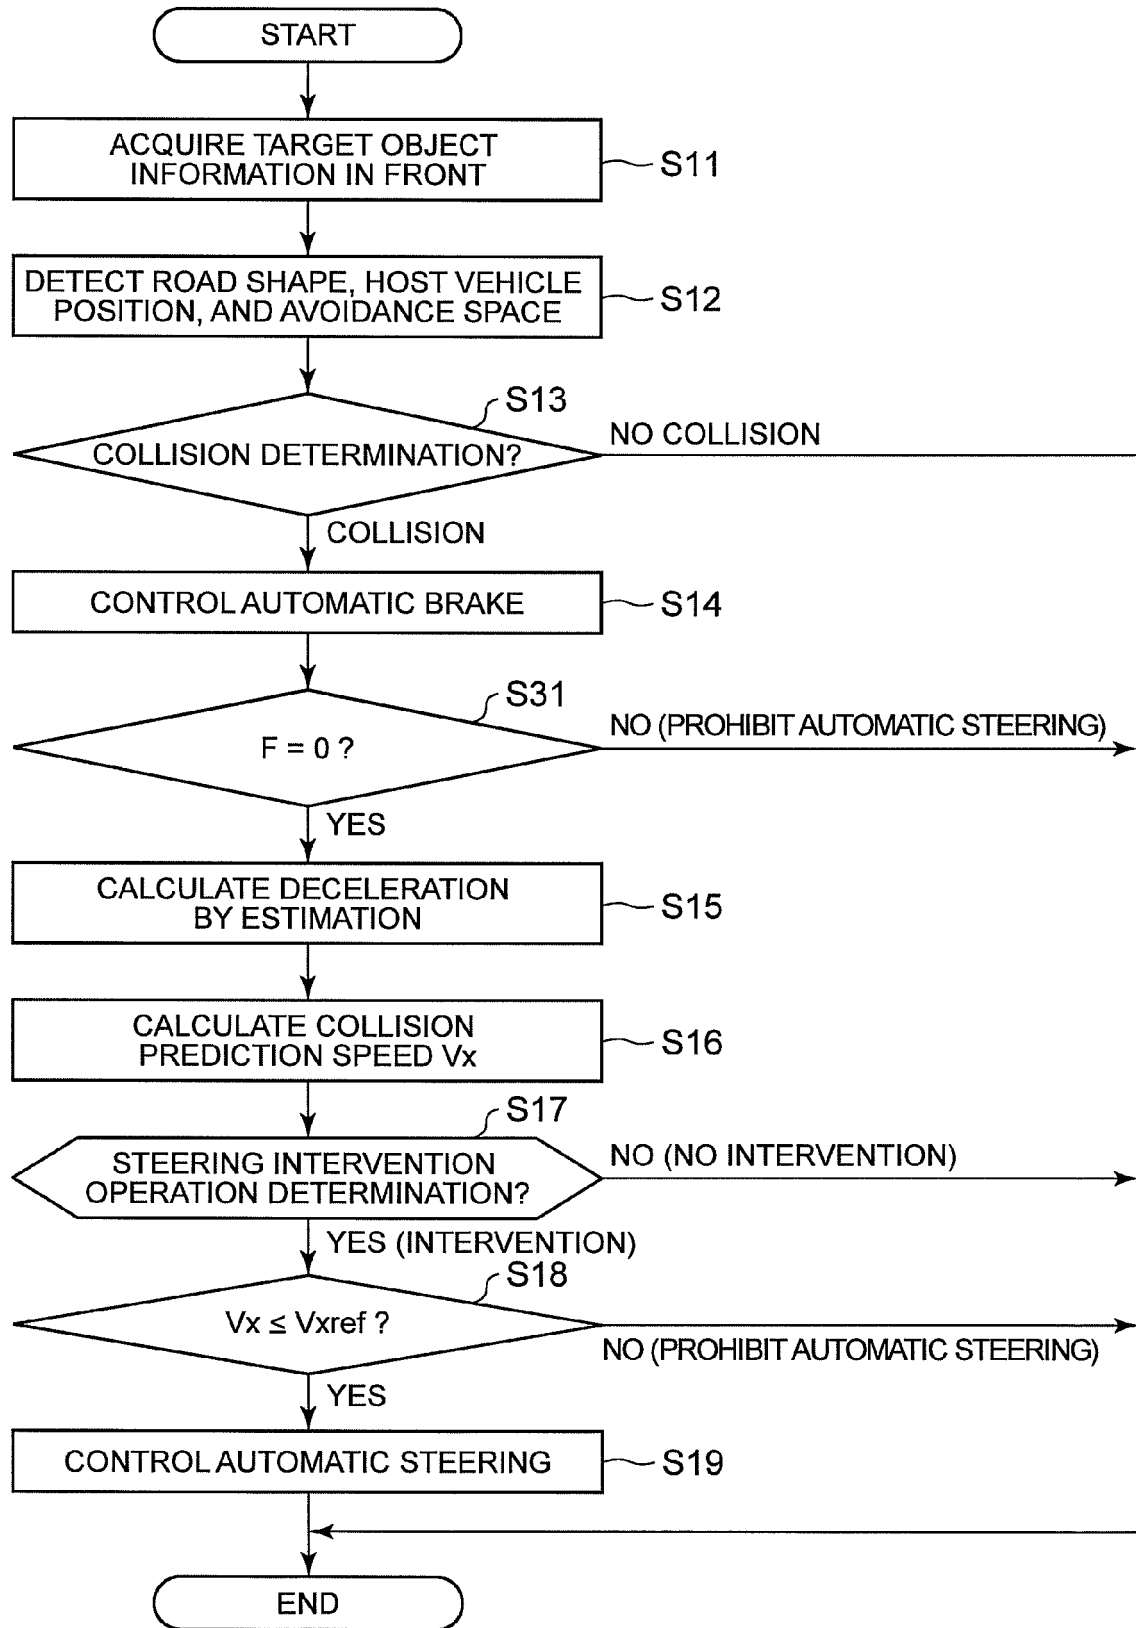 START
ACQUIRE TARGET OBJECT
INFORMATION IN FRONT
S11
DETECT ROAD SHAPE, HOST VEHICLE
POSITION, AND AVOIDANCE SPACE
S12
S13
COLLISION DETERMINATION?
NO COLLISION
COLLISION
CONTROL AUTOMATIC BRAKE
S14
S31
F = 0 ?
NO (PROHIBIT AUTOMATIC STEERING)
YES
CALCULATE DECELERATION
BY ESTIMATION
S15
CALCULATE COLLISION
PREDICTION SPEED Vx
S16
S17
STEERING INTERVENTION
OPERATION DETERMINATION?
NO (NO INTERVENTION)
YES (INTERVENTION)
S18
Vx ≤ Vxref ?
NO (PROHIBIT AUTOMATIC STEERING)
YES
CONTROL AUTOMATIC STEERING
S19
END